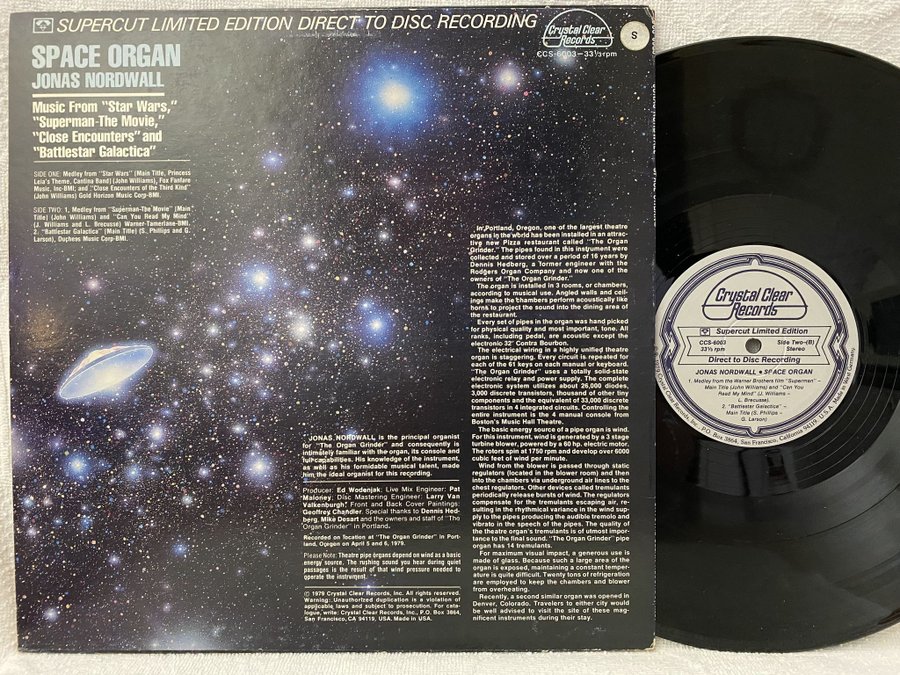 SUPERCUT LIMITED EDITION DIRECT TO DISC RECORDING
Crystal Clear
Records
S
CCS-6003-33⅓rpm
SPACE ORGAN
JONAS NORDWALL
Music From "Star Wars,"
"Superman-The Movie,"
"Close Encounters" and
"Battlestar Galactica"
SIDE ONE: Medley from "Star Wars" (Main Title, Princess
Leia's Theme, Cantina Band) (John Williams), Fox Fanfare
Music, Inc-BMI; and "Close Encounters of the Third Kind"
(John Williams) Gold Horizon Music Corp-BMI.
SIDE TWO: 1. Medley from "Superman-The Movie" (Main
Title) (John Williams) and "Can You Read My Mind"
(J. Williams and L. Brecusse) Warner-Tamerlane-BMI.
2. "Battlestar Galactica" (Main Title) (S. Phillips and G.
Larson), Dupheus Music Corp-BMI.
In Portland, Oregon, one of the largest theatre
organs in the world has been installed in an attrac-
tive new Pizza restaurant called "The Organ
Grinder." The pipes found in this instrument were
collected and stored over a period of 16 years by
Dennis Hedberg, a former engineer with the
Rodgers Organ Company and now one of the
owners of "The Organ Grinder."
The organ is installed in 3 rooms, or chambers,
according to musical use. Angled walls and ceil-
ings make the chambers perform acoustically like
horns to project the sound into the dining area of
the restaurant.
Every set of pipes in the organ was hand picked
for physical quality and most important, tone. All
ranks, including pedal, are acoustic except the
electronic 32' Contra Bourbon.
The electrical wiring in a highly unified theatre
organ is staggering. Every circuit is repeated for
each of the 61 keys on each manual or keyboard.
"The Organ Grinder" uses a totally solid-state
electronic relay and power supply. The complete
electronic system utilizes about 26,000 diodes,
3,000 discrete transistors, thousand of other tiny
components and the equivalent of 33,000 discrete
transistors in 4 integrated circuits. Controlling the
entire instrument is the 4 manual console from
Boston's Music Hall Theatre.
The basic energy source of a pipe organ is wind.
For this instrument, wind is generated by a 3 stage
turbine blower, powered by a 60 hp. electric motor.
The rotors spin at 1750 rpm and develop over 6000
cubic feet of wind per minute.
Wind from the blower is passed through static
regulators (located in the blower room) and then
into the chambers via underground air lines to the
chest regulators. Other devices called tremulants
periodically release bursts of wind. The regulators
compensate for the tremulants escaping air, re-
sulting in the rhythmical variance in the wind sup-
ply to the pipes producing the audible tremolo and
vibrato in the speech of the pipes. The quality of
the theatre organ's tremulants is of utmost impor-
tance to the final sound. "The Organ Grinder" pipe
organ has 14 tremulants.
For maximum visual impact, a generous use is
made of glass. Because such a large area of the
organ is exposed, maintaining a constant temper-
ature is quite difficult. Twenty tons of refrigeration
are employed to keep the chambers and blower
from overheating.
Recently, a second similar organ was opened in
Denver, Colorado. Travelers to either city would
be well advised to visit the site of these mag-
nificent instruments during their stay.
JONAS NORDWALL is the principal organist
for "The Organ Grinder" and consequently is
intimately familiar with the organ, its console and
full capabilities. His knowledge of the instrument,
as well as his formidable musical talent, made
him the ideal organist for this recording.
Producer: Ed Wodenjak; Live Mix Engineer: Pat
Maloney; Disc Mastering Engineer: Larry Van
Valkenburgh; Front and Back Cover Paintings:
Geoffrey Chandler. Special thanks to Dennis Hed-
berg, Mike Desart and the owners and staff of "The
Organ Grinder" in Portland.
Recorded on location at "The Organ Grinder" in Port-
land, Oregon on April 5 and 6, 1979.
Please Note: Theatre pipe organs depend on wind as a basic
energy source. The rushing sound you hear during quiet
passages is the result of that wind pressure needed to
operate the instrument.
© 1979 Crystal Clear Records, Inc. All rights reserved.
Warning: Unauthorized duplication is a violation of
applicable laws and subject to prosecution. For cata-
logue, write: Crystal Clear Records, Inc., P.O. Box 3864,
San Francisco, CA 94119, USA. Made in USA.
Crystal Clear
Records
Supercut Limited Edition
CCS-6003
33⅓ rpm
Side Two-(B)
Stereo
Direct to Disc Recording
JONAS NORDWALL • SPACE ORGAN
1. Medley from the Warner Brothers film "Superman" -
Main Title (John Williams) and "Can You
Read My Mind" (J. Williams -
L. Brecusse).
2. "Battlestar Galactica" -
Main Title (S. Phillips -
G. Larson)
P.O. Box 3864, San Francisco, California 94119, U.S.A. Made in West Germany